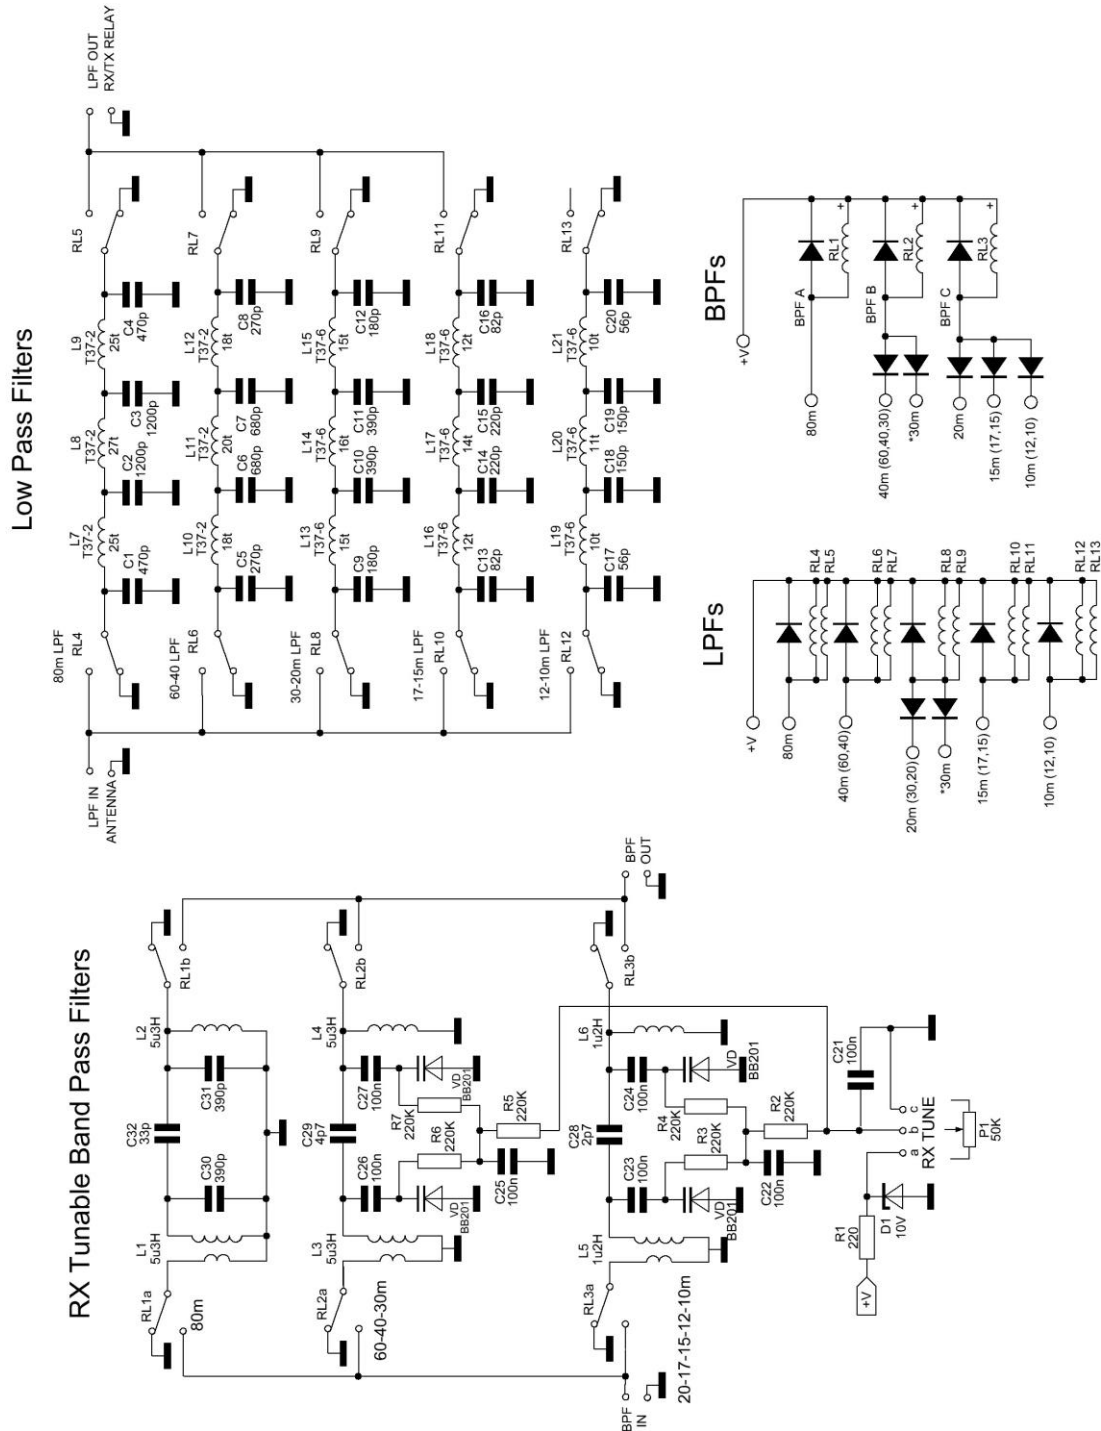 RX Tunable Band Pass Filters
RL1a
80m
L1
5u3H
C30
390p
C32
33p
C31
390p
L2
5u3H
RL1b
RL2a
60-40-30m
L3
5u3H
C26
100n
VD
BB201
C29
4p7
R6
220K
R7
220K
C27
100n
VD
BB201
L4
5u3H
RL2b
C25
100n
R5
220K
BPF
IN
RL3a
20-17-15-12-10m
L5
1u2H
C23
100n
VD
BB201
C28
2p7
R3
220K
R4
220K
C24
100n
VD
BB201
L6
1u2H
RL3b
BPF
OUT
C22
100n
R2
220K
+V
R1
220
D1
10V
a
b
c
RX TUNE
P1
50K
C21
100n
Low Pass Filters
LPF IN
ANTENNA
LPF OUT
RX/TX RELAY
80m LPF
RL4
C1
470p
L7
T37-2
25t
C2
1200p
L8
T37-2
27t
C3
1200p
L9
T37-2
25t
C4
470p
RL5
60-40 LPF
RL6
C5
270p
L10
T37-2
18t
C6
680p
L11
T37-2
20t
C7
680p
L12
T37-2
18t
C8
270p
RL7
30-20m LPF
RL8
C9
180p
L13
T37-6
15t
C10
390p
L14
T37-6
16t
C11
390p
L15
T37-6
15t
C12
180p
RL9
17-15m LPF
RL10
C13
82p
L16
T37-6
12t
C14
220p
L17
T37-6
14t
C15
220p
L18
T37-6
12t
C16
82p
RL11
12-10m LPF
RL12
C17
56p
L19
T37-6
10t
C18
150p
L20
T37-6
11t
C19
150p
L21
T37-6
10t
C20
56p
RL13
LPFs
+V
80m
RL4
RL5
40m (60,40)
RL6
RL7
20m (30,20)
*30m
RL8
RL9
15m (17,15)
RL10
RL11
10m (12,10)
RL12
RL13
BPFs
+V
80m
BPF A
RL1
+
40m (60,40,30)
*30m
BPF B
RL2
+
20m
15m (17,15)
10m (12,10)
BPF C
RL3
+